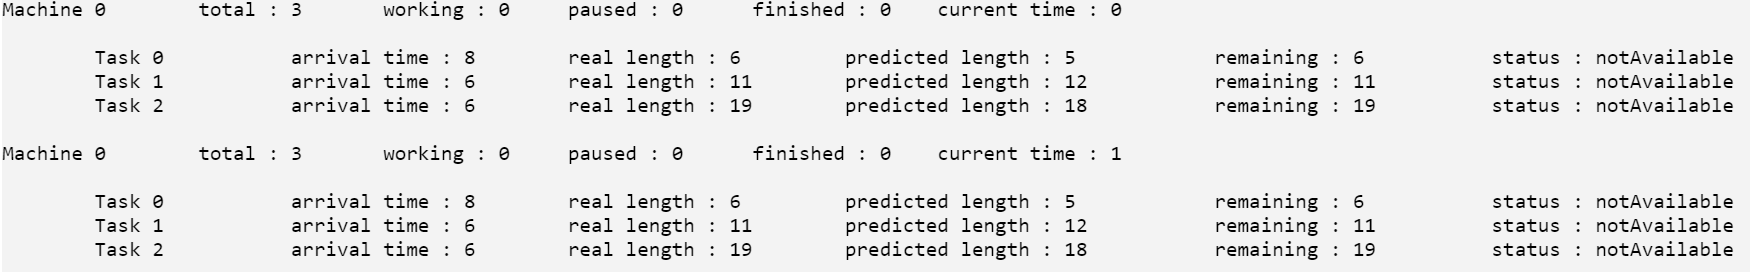 Machine 0 total : 3 working : 0 paused : 0 finished : 0 current time : 0
Task 0 arrival time : 8 real length : 6 predicted length : 5 remaining : 6 status : notAvailable
Task 1 arrival time : 6 real length : 11 predicted length : 12 remaining : 11 status : notAvailable
Task 2 arrival time : 6 real length : 19 predicted length : 18 remaining : 19 status : notAvailable
Machine 0 total : 3 working : 0 paused : 0 finished : 0 current time : 1
Task 0 arrival time : 8 real length : 6 predicted length : 5 remaining : 6 status : notAvailable
Task 1 arrival time : 6 real length : 11 predicted length : 12 remaining : 11 status : notAvailable
Task 2 arrival time : 6 real length : 19 predicted length : 18 remaining : 19 status : notAvailable